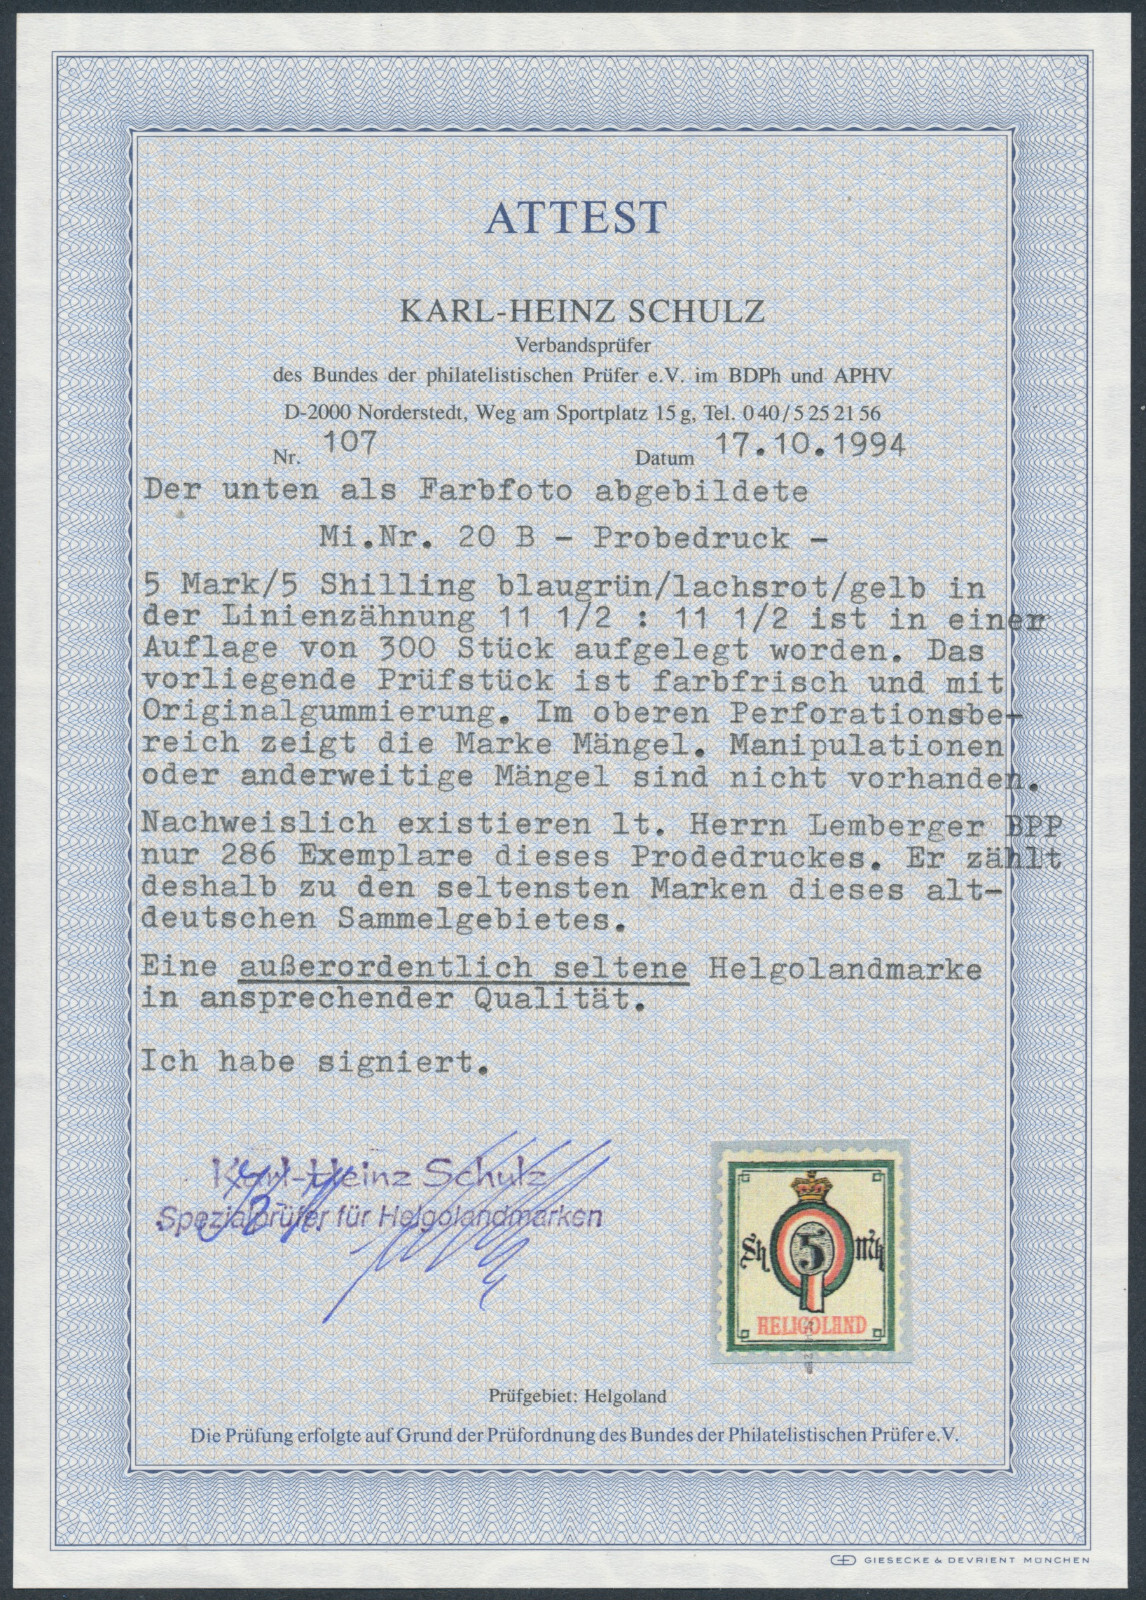 ATTEST
KARL-HEINZ SCHULZ
Verbandsprüfer
des Bundes der philatelistischen Prüfer e.V. im BDPh und APHV
D-2000 Norderstedt, Weg am Sportplatz 15 g, Tel. 0 40/5 25 21 56
Nr. 107 Datum 17.10.1994
Der unten als Farbfoto abgebildete
Mi.Nr. 20 B - Probedruck -
5 Mark/5 Shilling blaugrün/lachsrot/gelb in
der Linienzähnung 11 1/2 : 11 1/2 ist in einer
Auflage von 300 Stück aufgelegt worden. Das
vorliegende Prüfstück ist farbfrisch und mit
Originalgummierung. Im oberen Perforationsbe-
reich zeigt die Marke Mängel. Manipulationen
oder anderweitige Mängel sind nicht vorhanden.
Nachweislich existieren lt. Herrn Lemberger BPP
nur 286 Exemplare dieses Prodedruckes. Er zählt
deshalb zu den seltensten Marken dieses alt-
deutschen Sammelgebietes.
Eine außerordentlich seltene Helgolandmarke
in ansprechender Qualität.
Ich habe signiert.
Karl-Heinz Schulz
Spezialprüfer für Helgolandmarken
Sh. 5 Mk
HELIGOLAND
Prüfgebiet: Helgoland
Die Prüfung erfolgte auf Grund der Prüfordnung des Bundes der Philatelistischen Prüfer e.V.
GIESECKE & DEVRIENT MÜNCHEN